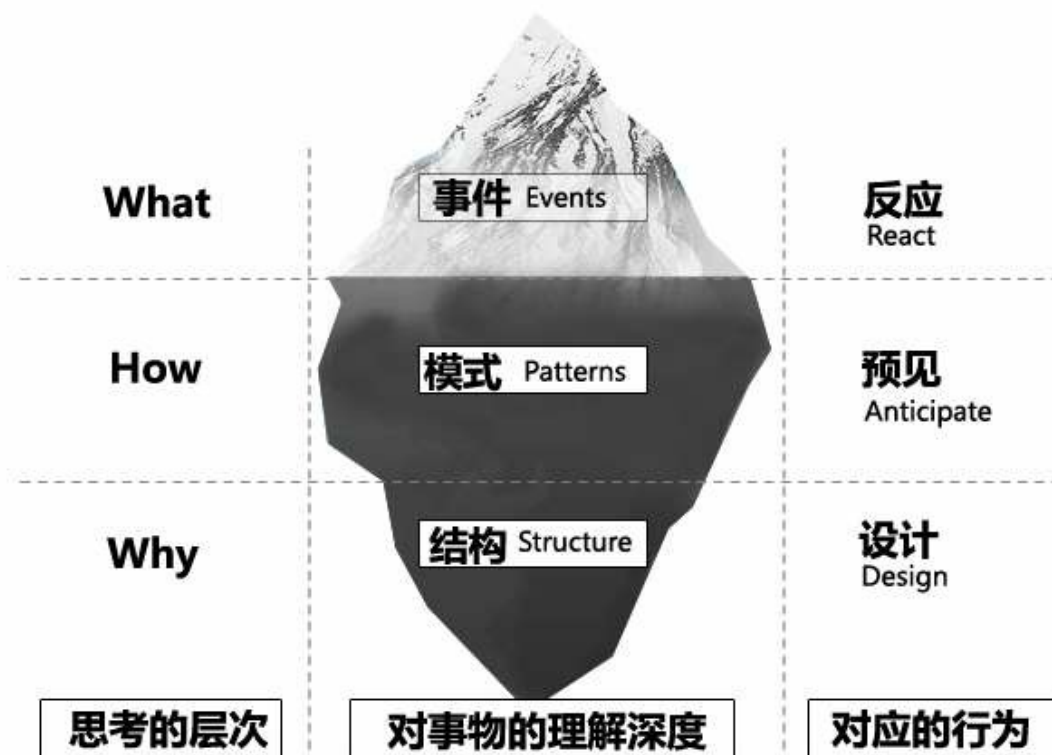 What
事件 Events
反应
React
How
模式 Patterns
预见
Anticipate
Why
结构 Structure
设计
Design
思考的层次
对事物的理解深度
对应的行为